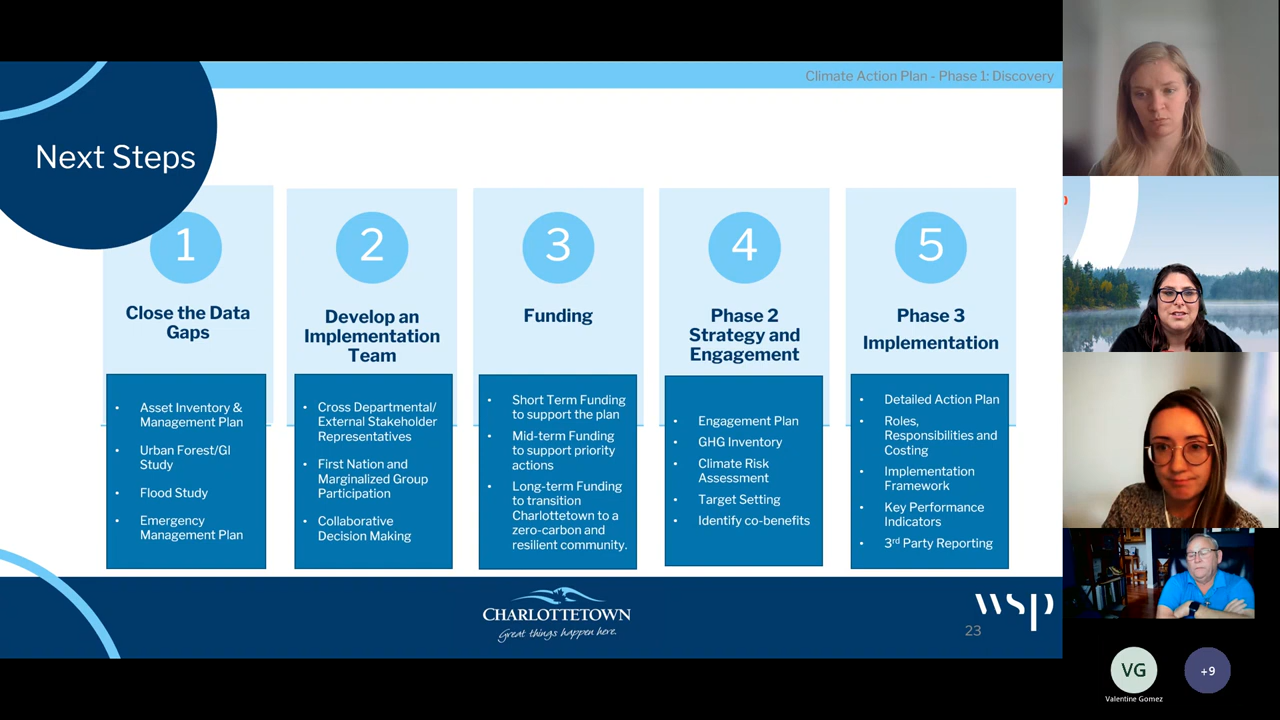 Climate Action Plan - Phase 1: Discovery
Next Steps
1
Close the Data
Gaps
• Asset Inventory &
Management Plan
• Urban Forest/GI
Study
• Flood Study
• Emergency
Management Plan
2
Develop an
Implementation
Team
• Cross Departmental/
External Stakeholder
Representatives
• First Nation and
Marginalized Group
Participation
• Collaborative
Decision Making
3
Funding
• Short Term Funding
to support the plan
• Mid-term Funding
to support priority
actions
• Long-term Funding
to transition
Charlottetown to a
zero-carbon and
resilient community.
4
Phase 2
Strategy and
Engagement
• Engagement Plan
• GHG Inventory
• Climate Risk
Assessment
• Target Setting
• Identify co-benefits
5
Phase 3
Implementation
• Detailed Action Plan
• Roles,
Responsibilities and
Costing
• Implementation
Framework
• Key Performance
Indicators
• 3rd Party Reporting
CHARLOTTETOWN
Great things happen here.
wsp
23
VG
Valentine Gomez
+9